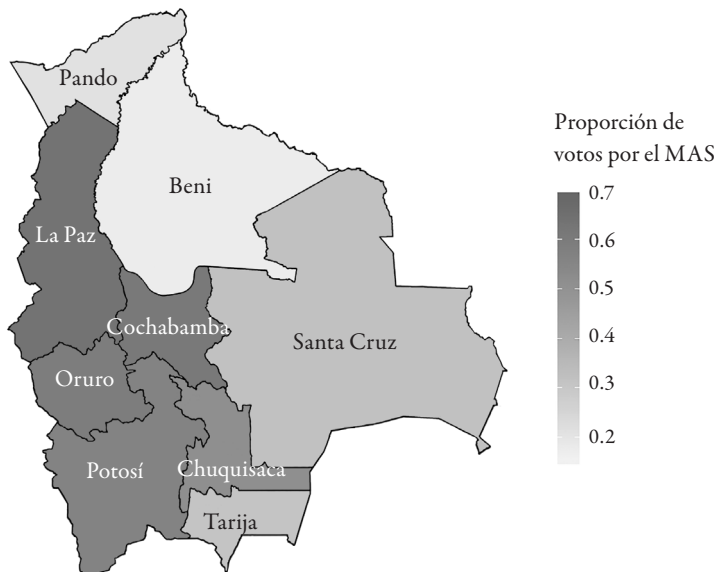 Pando
Beni
La Paz
Cochabamba
Santa Cruz
Oruro
Potosí
Chuquisaca
Tarija
Proporción de
votos por el MAS
0.7
0.6
0.5
0.4
0.3
0.2